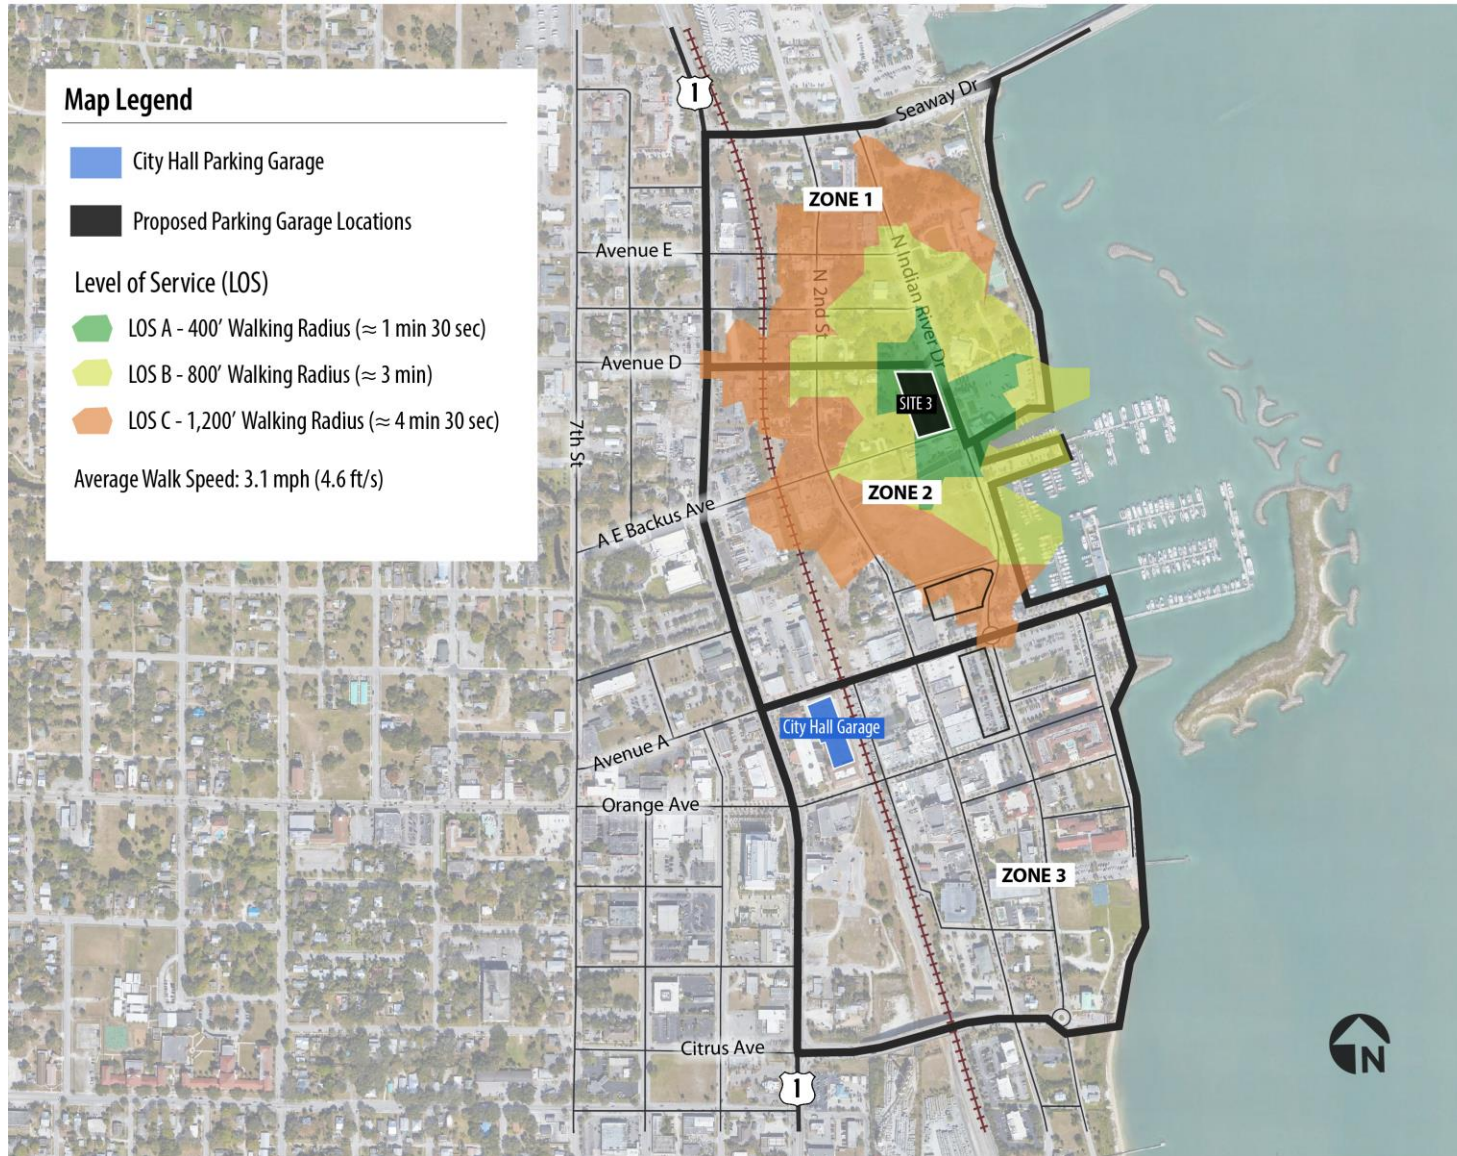 Map Legend
City Hall Parking Garage
Proposed Parking Garage Locations
Level of Service (LOS)
LOS A - 400’ Walking Radius (≈ 1 min 30 sec)
LOS B - 800’ Walking Radius (≈ 3 min)
LOS C - 1,200’ Walking Radius (≈ 4 min 30 sec)
Average Walk Speed: 3.1 mph (4.6 ft/s)
1
Seaway Dr
ZONE 1
Avenue E
N Indian River Dr
N 2nd St
Avenue D
SITE 3
7th St
ZONE 2
A E Backus Ave
City Hall Garage
Avenue A
Orange Ave
ZONE 3
Citrus Ave
1
N